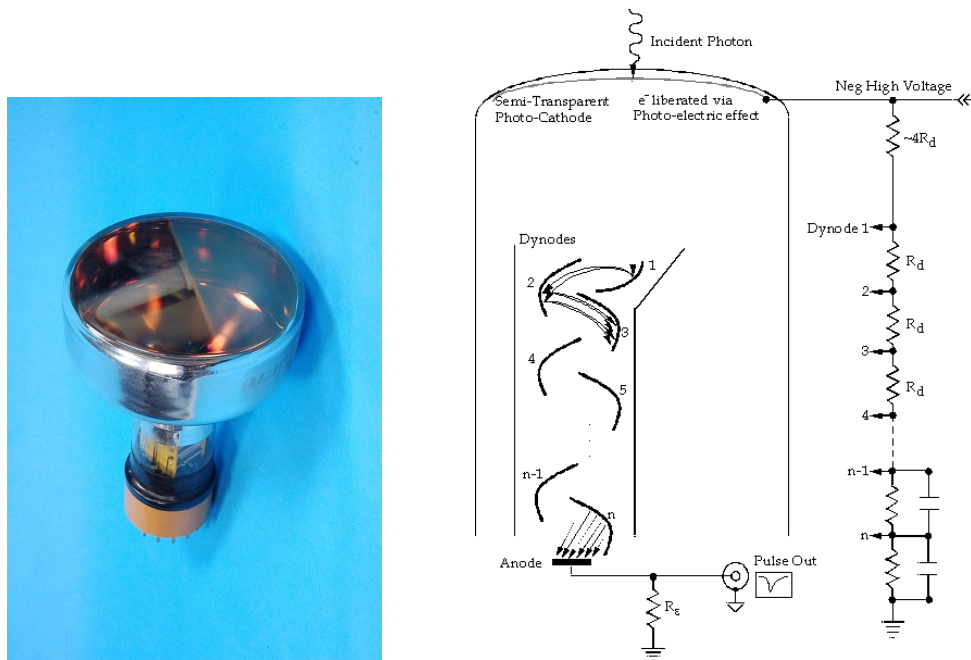 Incident Photon
Neg High Voltage
Semi-Transparent
Photo-Cathode
e⁻ liberated via
Photo-electric effect
~4Rd
Dynode 1
Dynodes
1
2
3
4
5
n-1
n
Rd
2
Rd
3
Rd
4
n-1
n
Anode
Pulse Out
Rg